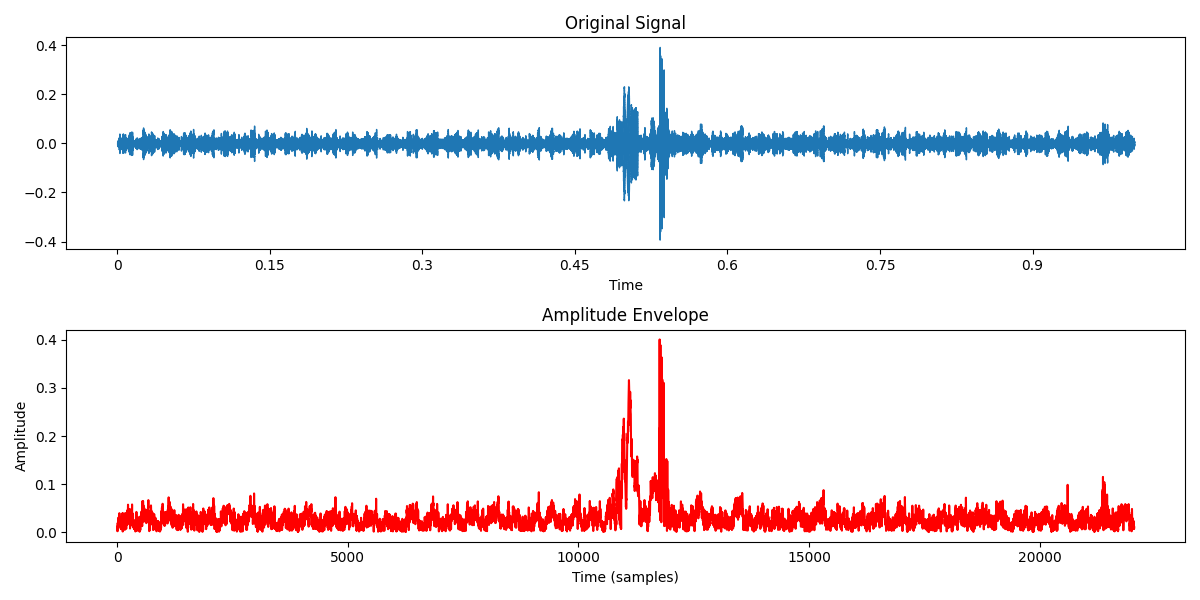 Original Signal
0.4
0.2
0.0
−0.2
−0.4
0 0.15 0.3 0.45 0.6 0.75 0.9
Time
Amplitude Envelope
Amplitude
0.4
0.3
0.2
0.1
0.0
0 5000 10000 15000 20000
Time (samples)